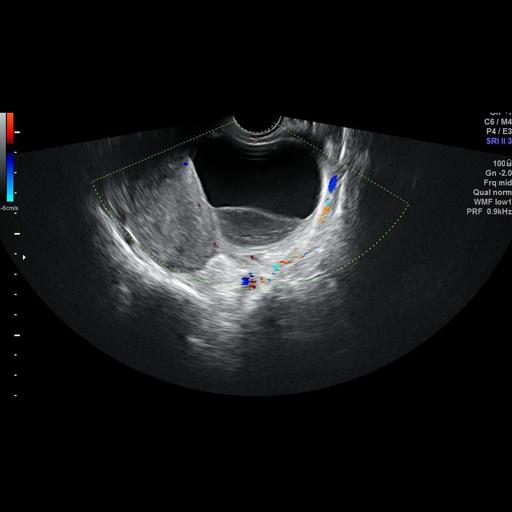 C6 / M4
P4 / E3
SRI II 3
-6cm/s
100
Gn -2.0
Frq mid
Qual norm
WMF low1
PRF 0.9kHz